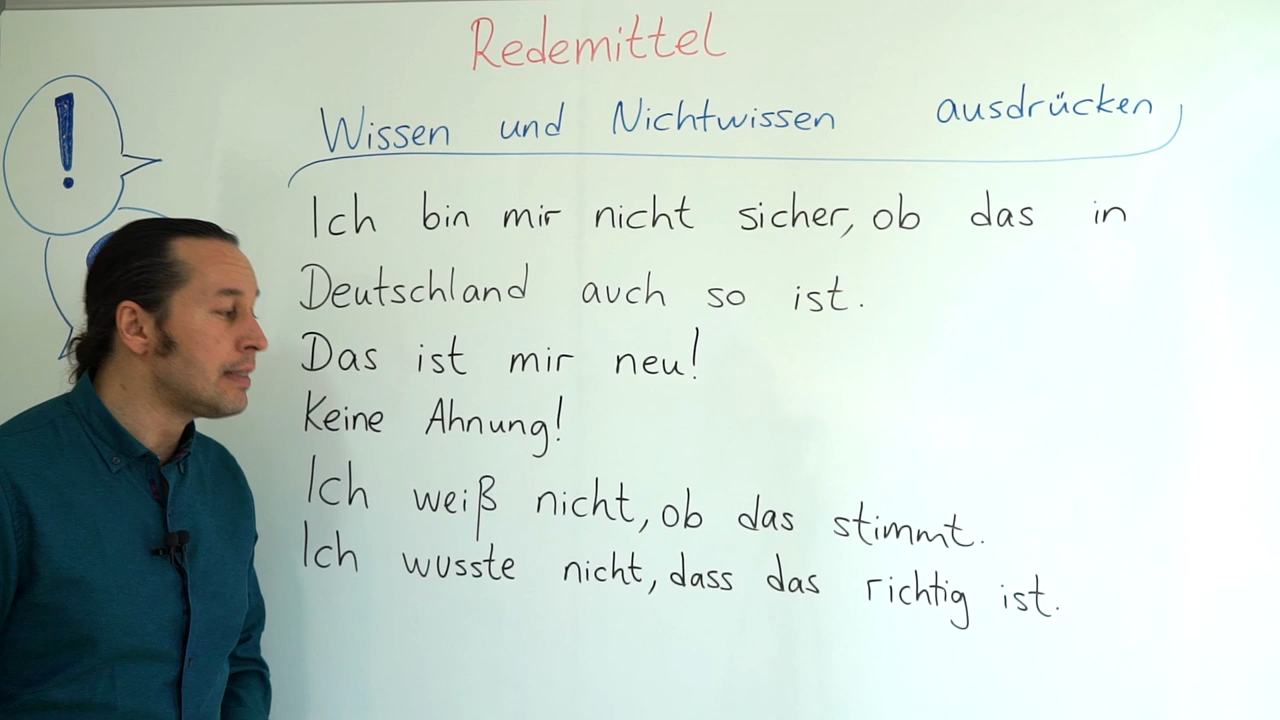 !
Redemittel
Wissen und Nichtwissen ausdrücken
Ich bin mir nicht sicher, ob das in
Deutschland auch so ist.
Das ist mir neu!
Keine Ahnung!
Ich weiß nicht, ob das stimmt.
Ich wusste nicht, dass das richtig ist.